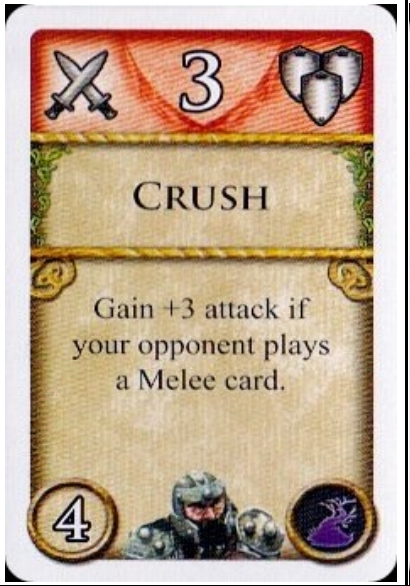 3
CRUSH
Gain +3 attack if
your opponent plays
a Melee card.
4